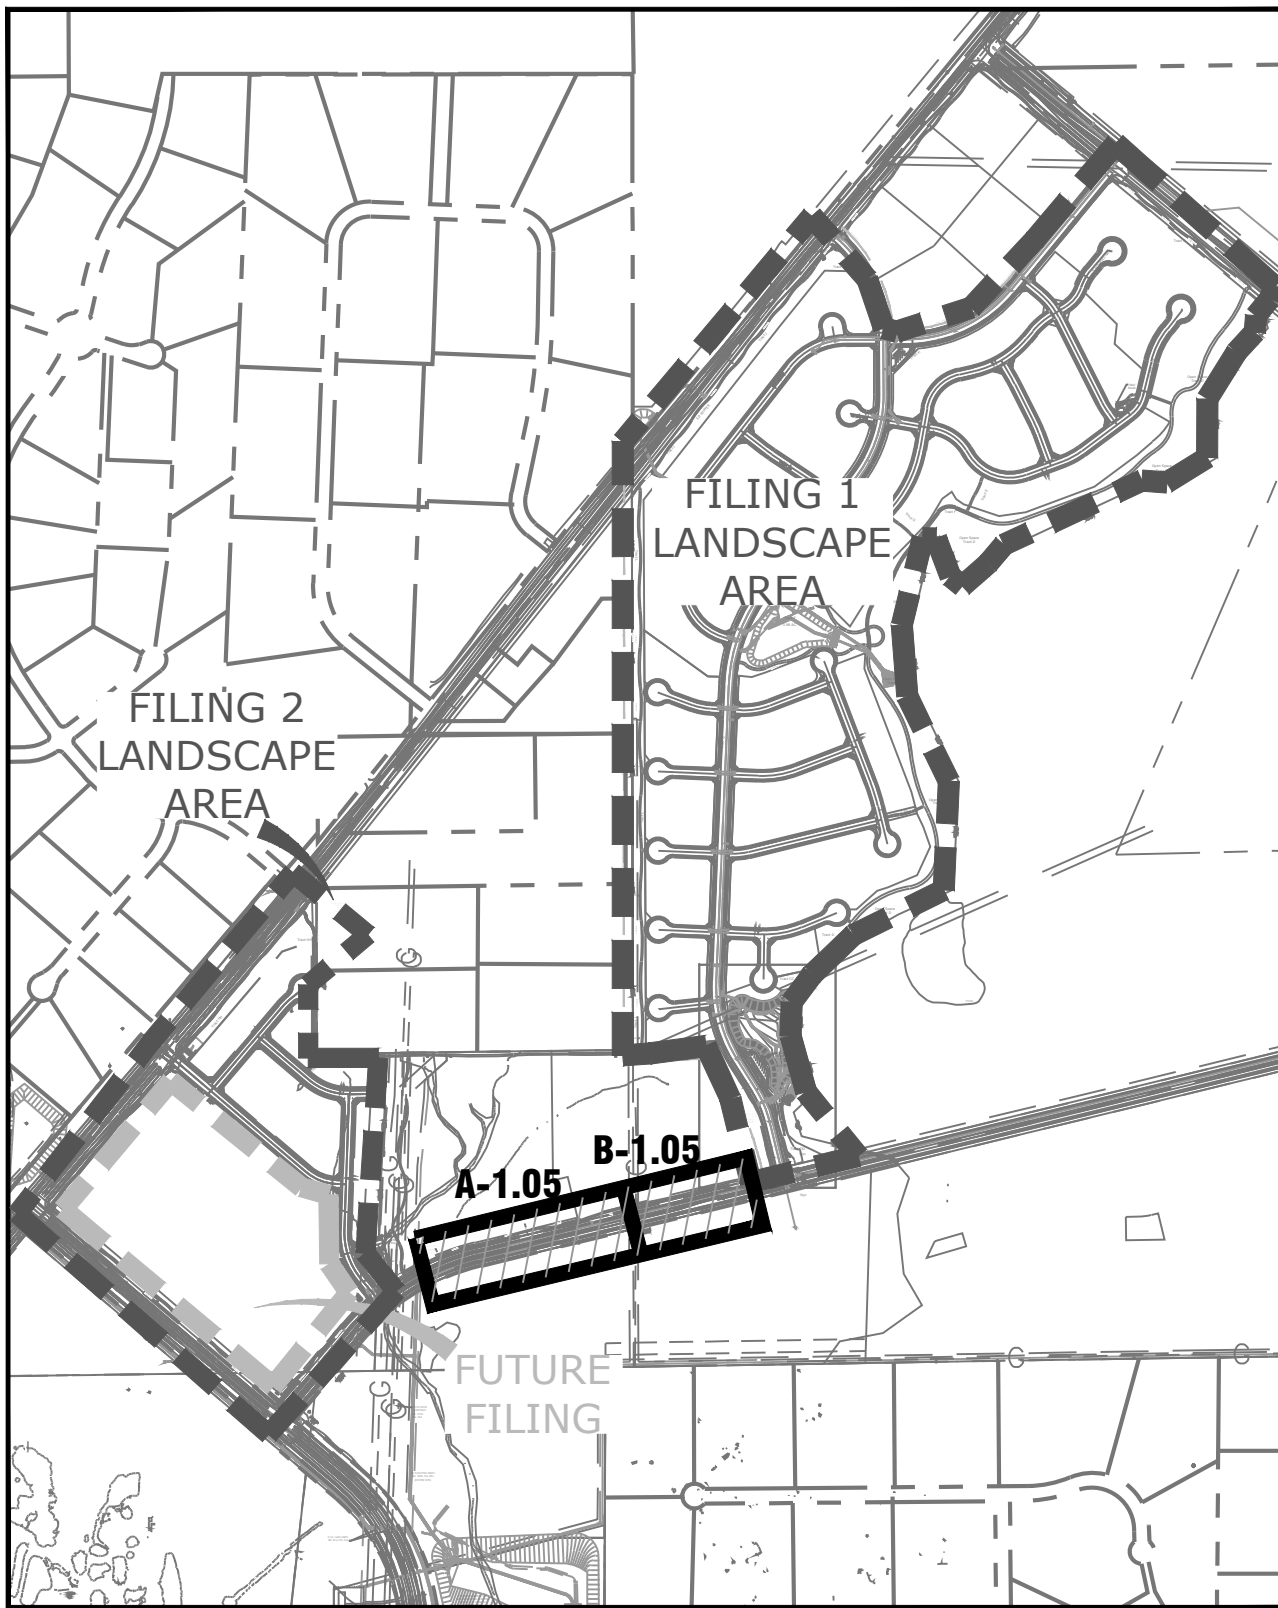 FILING 1
LANDSCAPE
AREA
FILING 2
LANDSCAPE
AREA
B-1.05
A-1.05
FUTURE
FILING